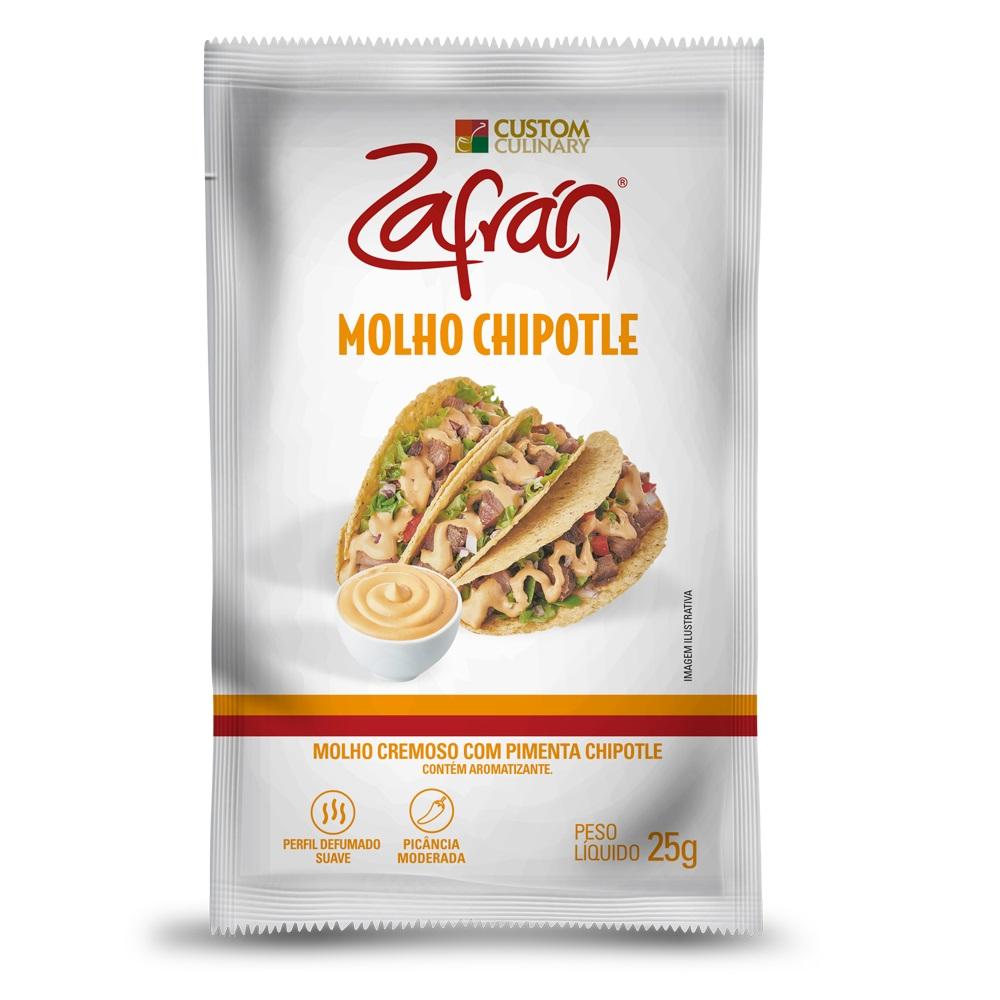 CUSTOM
CULINARY
Zafrán®
MOLHO CHIPOTLE
IMAGEM ILUSTRATIVA
MOLHO CREMOSO COM PIMENTA CHIPOTLE
CONTÉM AROMATIZANTE.
PERFIL DEFUMADO
SUAVE
PICÂNCIA
MODERADA
PESO
LÍQUIDO 25g